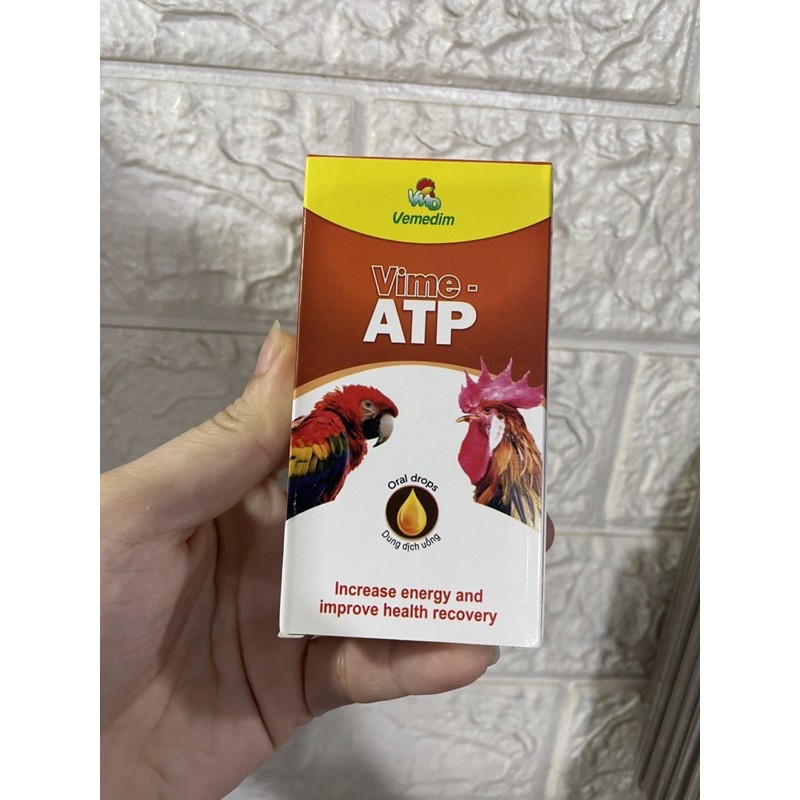 VMD
Vemedim
Vime -
ATP
Oral drops
Dung dịch uống
Increase energy and
improve health recovery